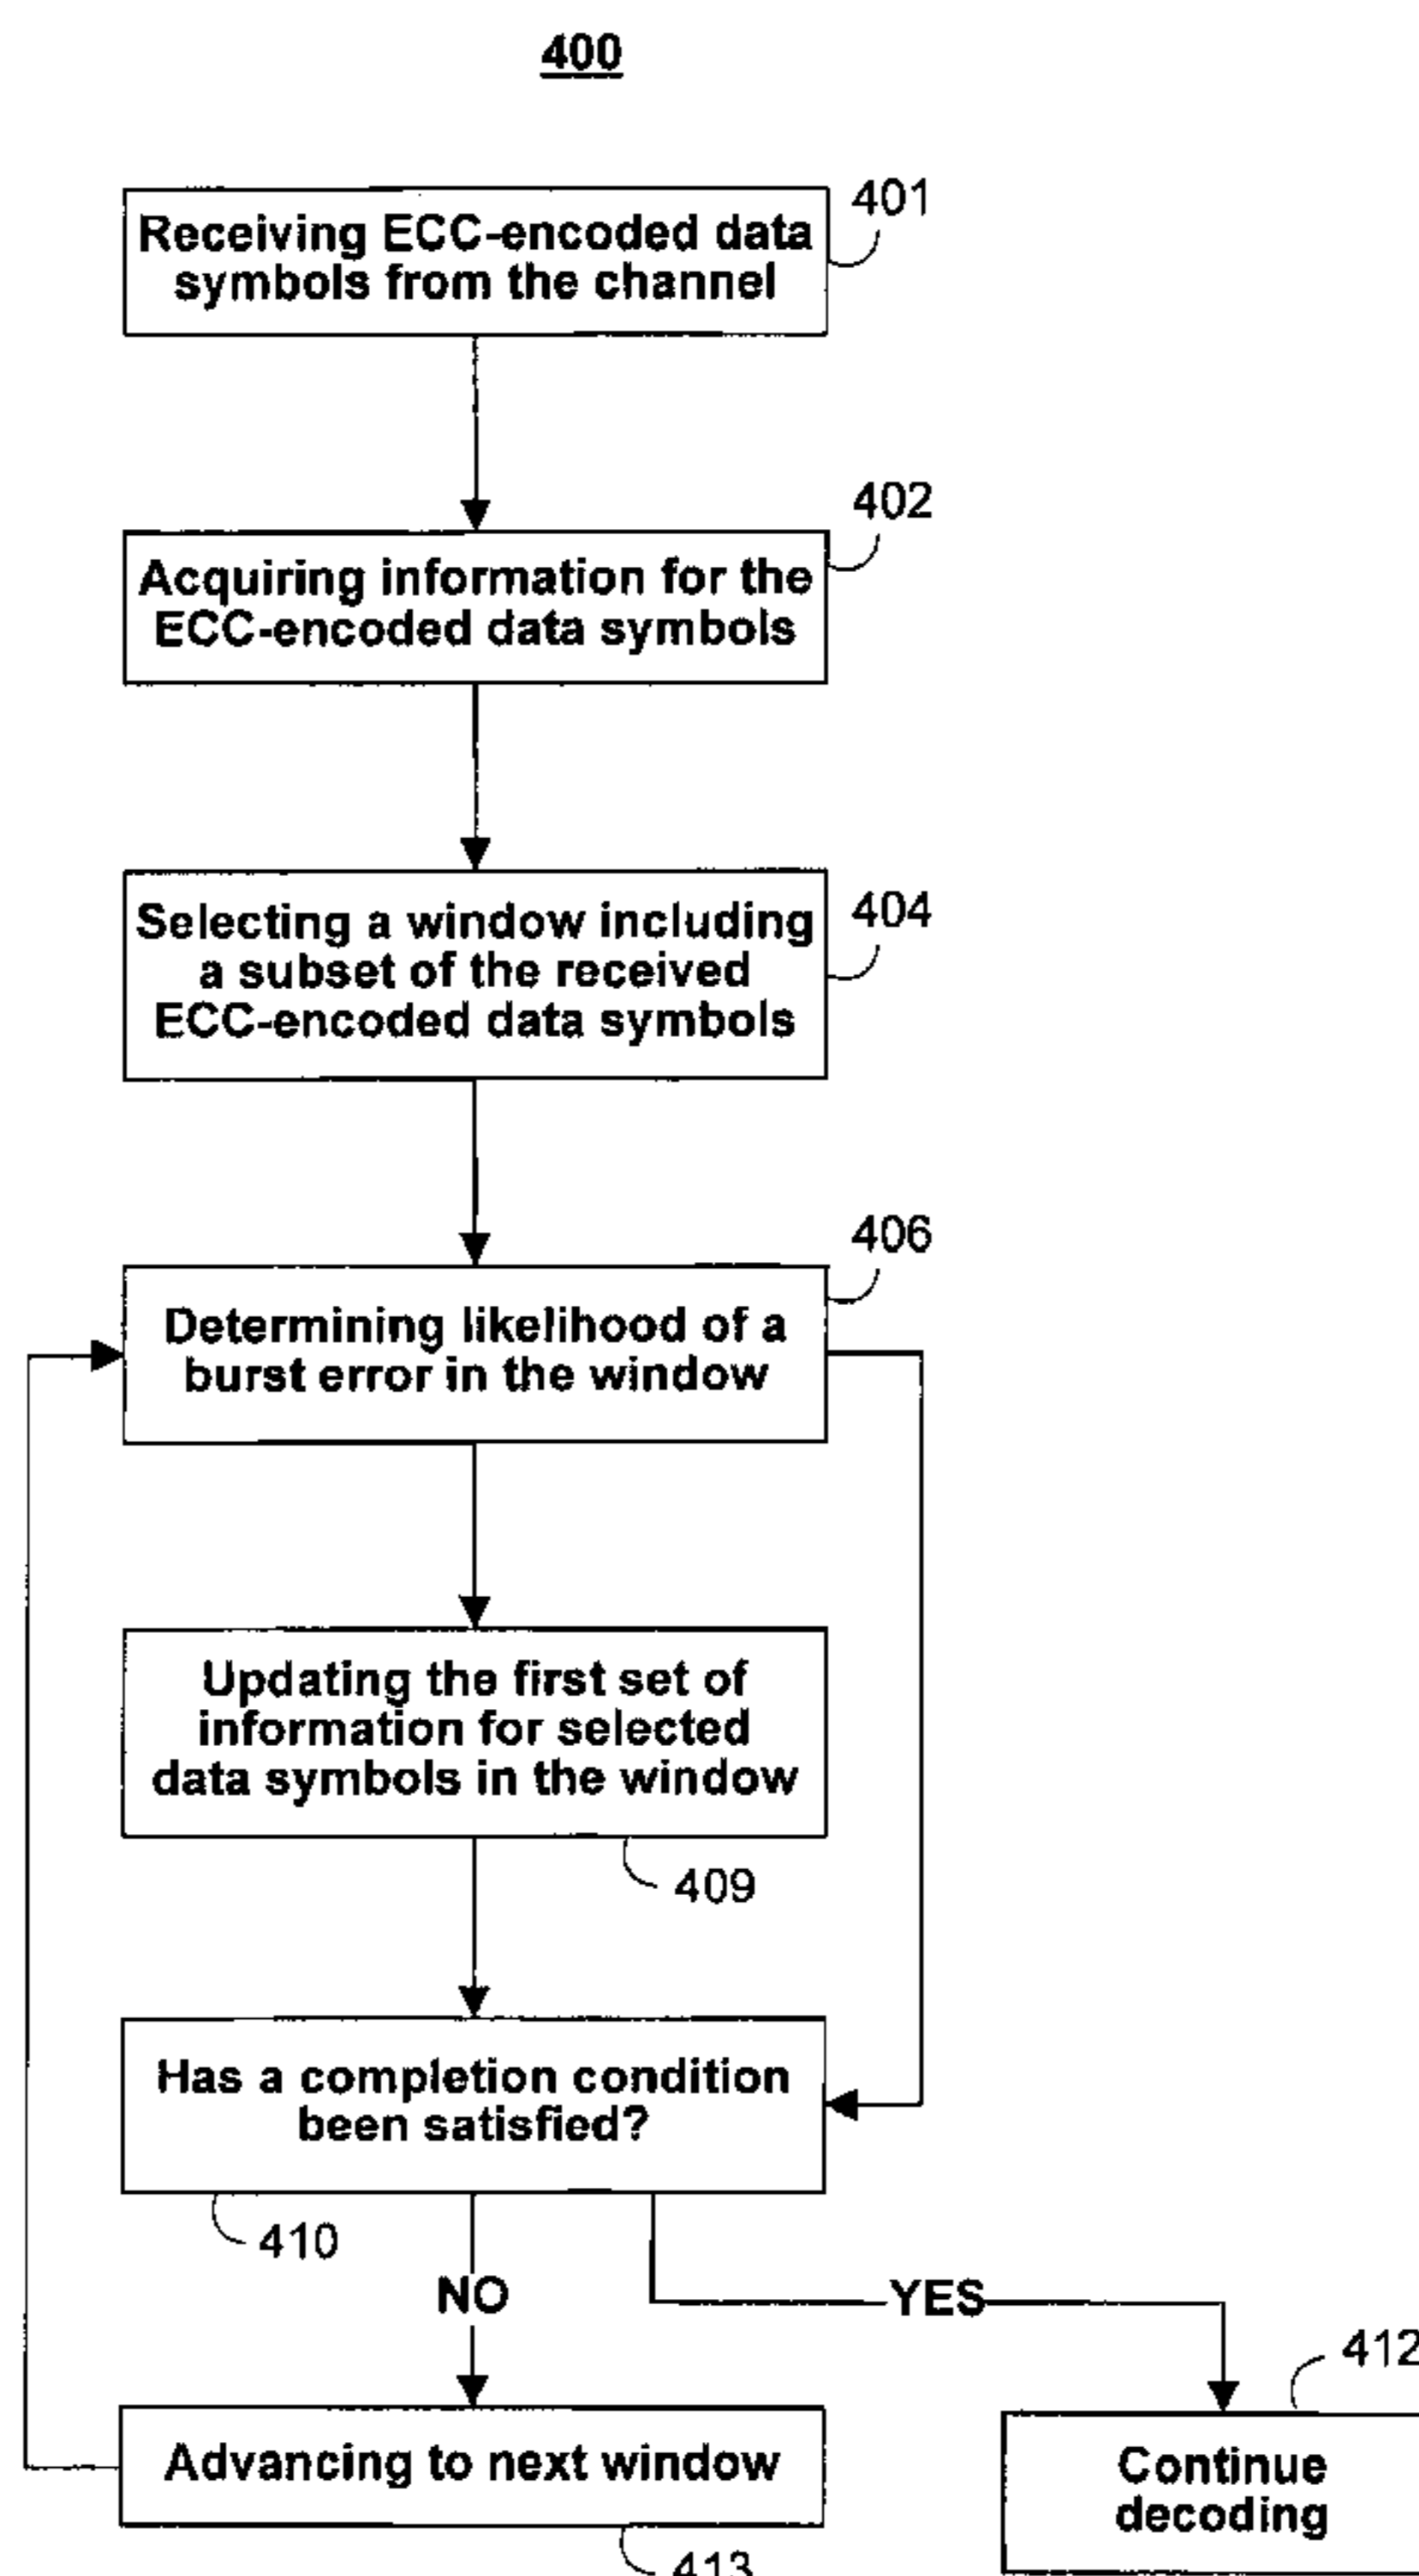 400
Receiving ECC-encoded data
symbols from the channel
401
Acquiring information for the
ECC-encoded data symbols
402
Selecting a window including
a subset of the received
ECC-encoded data symbols
404
Determining likelihood of a
burst error in the window
406
Updating the first set of
information for selected
data symbols in the window
409
Has a completion condition
been satisfied?
410
NO
YES
Advancing to next window
413
412
Continue
decoding